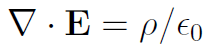 ∇ · E = ρ/ϵ₀